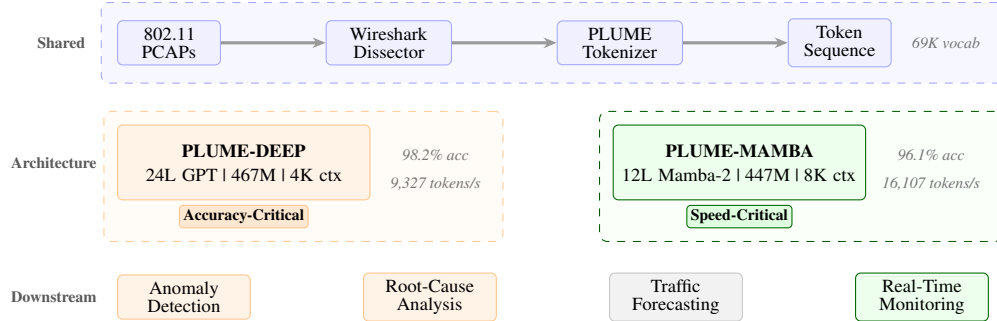 Shared
802.11
PCAPs
Wireshark
Dissector
PLUME
Tokenizer
Token
Sequence
69K vocab
Architecture
PLUME-DEEP
24L GPT | 467M | 4K ctx
Accuracy-Critical
98.2% acc
9,327 tokens/s
PLUME-MAMBA
12L Mamba-2 | 447M | 8K ctx
Speed-Critical
96.1% acc
16,107 tokens/s
Downstream
Anomaly
Detection
Root-Cause
Analysis
Traffic
Forecasting
Real-Time
Monitoring